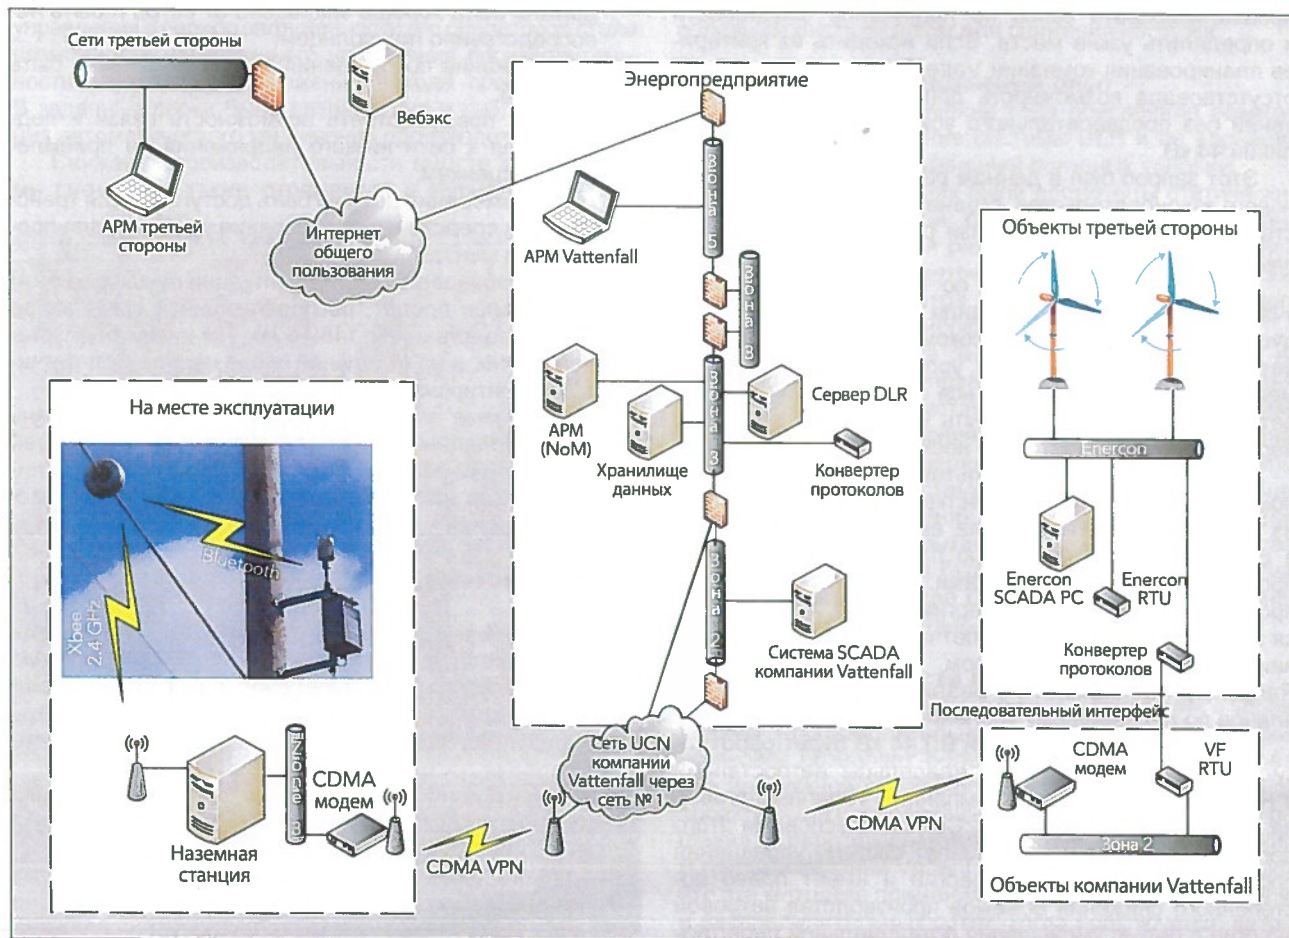 Сети третьей стороны
Вебэкс
АРМ третьей
стороны
Интернет
общего
пользования
Энергопредприятие
Зона 5
АРМ Vattenfall
Зона 3
АРМ
(NoM)
Хранилище
данных
Зона 3
Сервер DLR
Конвертер
протоколов
Зона 2
Система SCADA
компании Vattenfall
На месте эксплуатации
Bluetooth
Xbee
2.4 GHz
Наземная
станция
CDMA
модем
CDMA VPN
Сеть UCN
компании
Vattenfall через
сеть № 1
CDMA VPN
Объекты третьей стороны
Enercon
Enercon
SCADA PC
Enercon
RTU
Конвертер
протоколов
Последовательный интерфейс
CDMA
модем
VF
RTU
Зона 2
Объекты компании Vattenfall